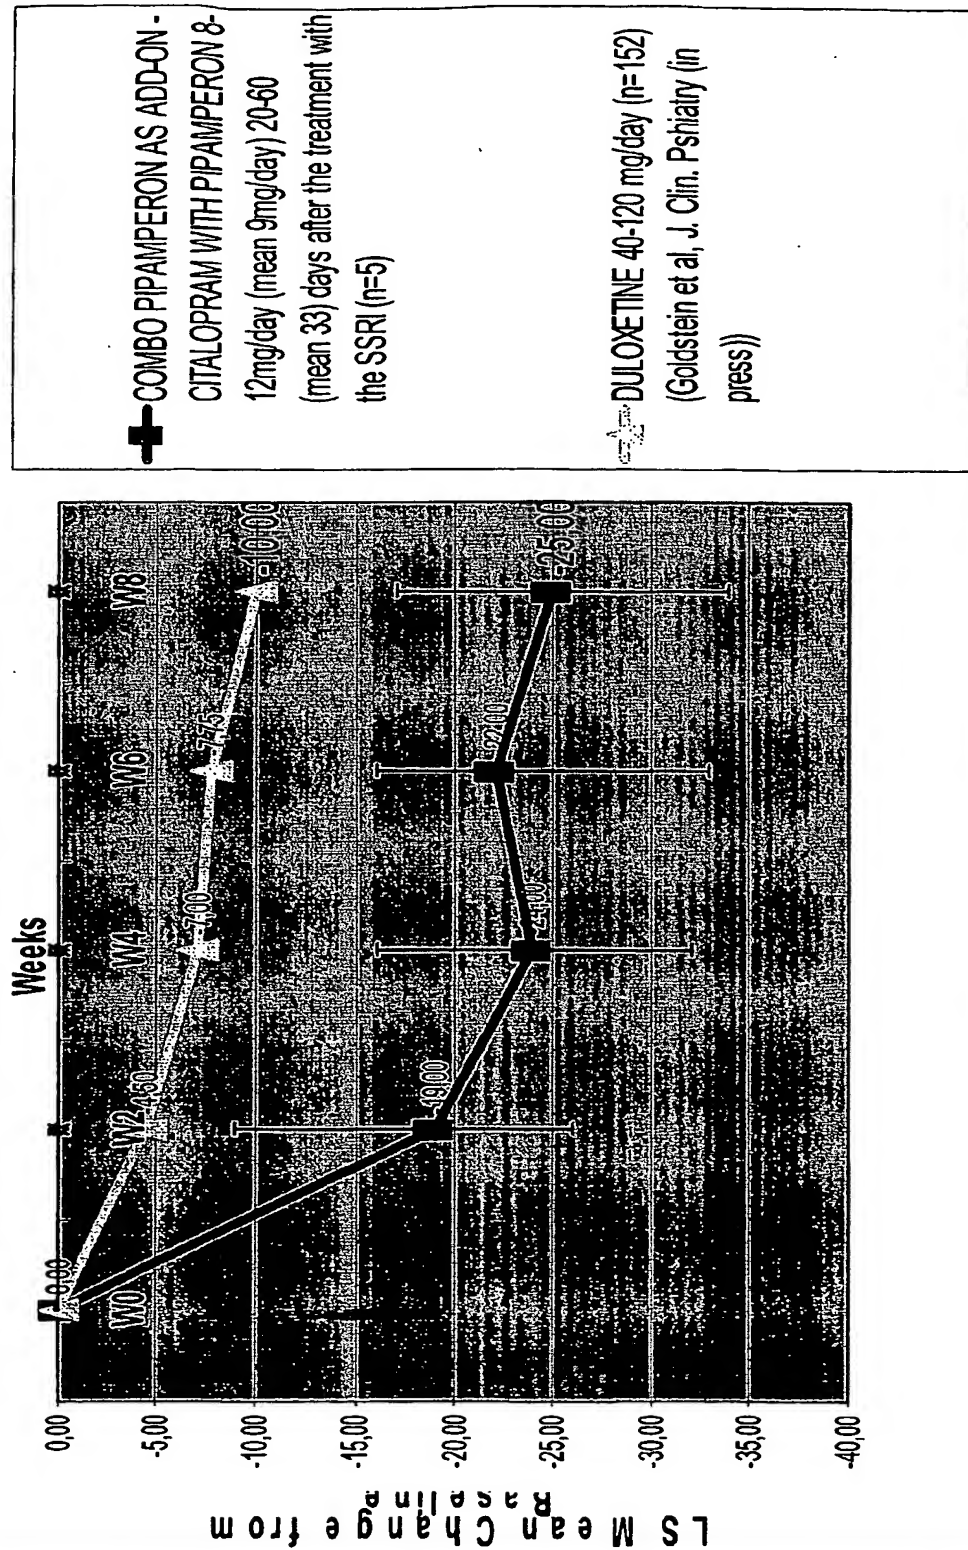 Weeks
W0
W2
W4
W6
W8
0,00
-5,00
-10,00
-15,00
-20,00
-25,00
-30,00
-35,00
-40,00
LS Mean Change from
Baseline
0,00
-4,50
-7,00
-7,75
-10,00
-19,00
-24,00
-22,00
-25,00
COMBO PIPAMPERON AS ADD-ON -
CITALOPRAM WITH PIPAMPERON 8-
12mg/day (mean 9mg/day) 20-60
(mean 33) days after the treatment with
the SSRI (n=5)
DULOXETINE 40-120 mg/day (n=152)
(Goldstein et al, J. Clin. Pshiatry (in
press))